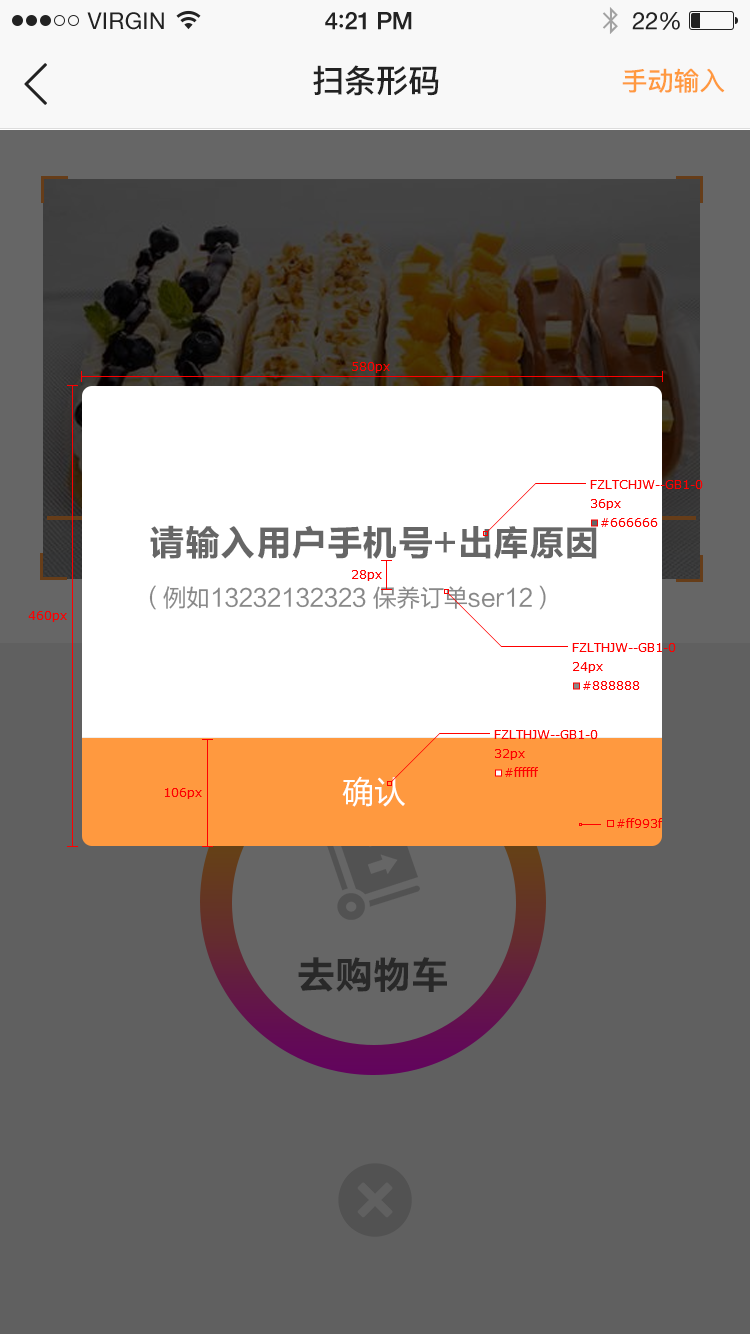 VIRGIN 4:21 PM 22%
扫条形码 手动输入
580px
FZLTCHJW--GB1-0
36px
#666666
请输入用户手机号+出库原因
28px
（例如13232132323 保养订单ser12）
460px
FZLTHJW--GB1-0
24px
#888888
FZLTHJW--GB1-0
32px
#ffffff
106px
确认
#ff993f
去购物车